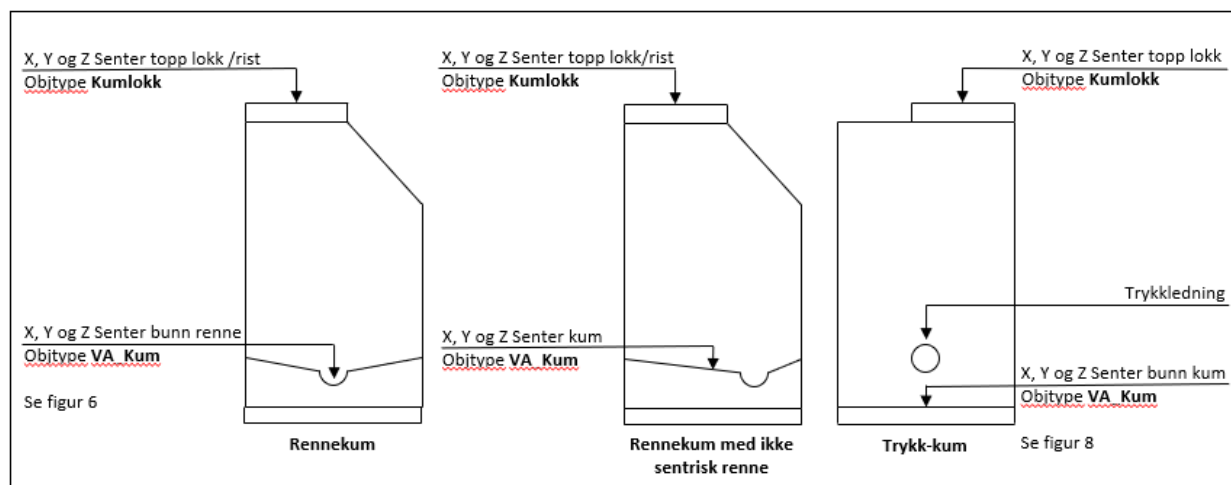 X, Y og Z Senter topp lokk /rist
Objtype Kumlokk
X, Y og Z Senter bunn renne
Objtype VA_Kum
Se figur 6
Rennekum
X, Y og Z Senter topp lokk/rist
Objtype Kumlokk
X, Y og Z Senter kum
Objtype VA_Kum
Rennekum med ikke
sentrisk renne
X, Y og Z Senter topp lokk
Objtype Kumlokk
Trykkledning
X, Y og Z Senter bunn kum
Objtype VA_Kum
Se figur 8
Trykk-kum